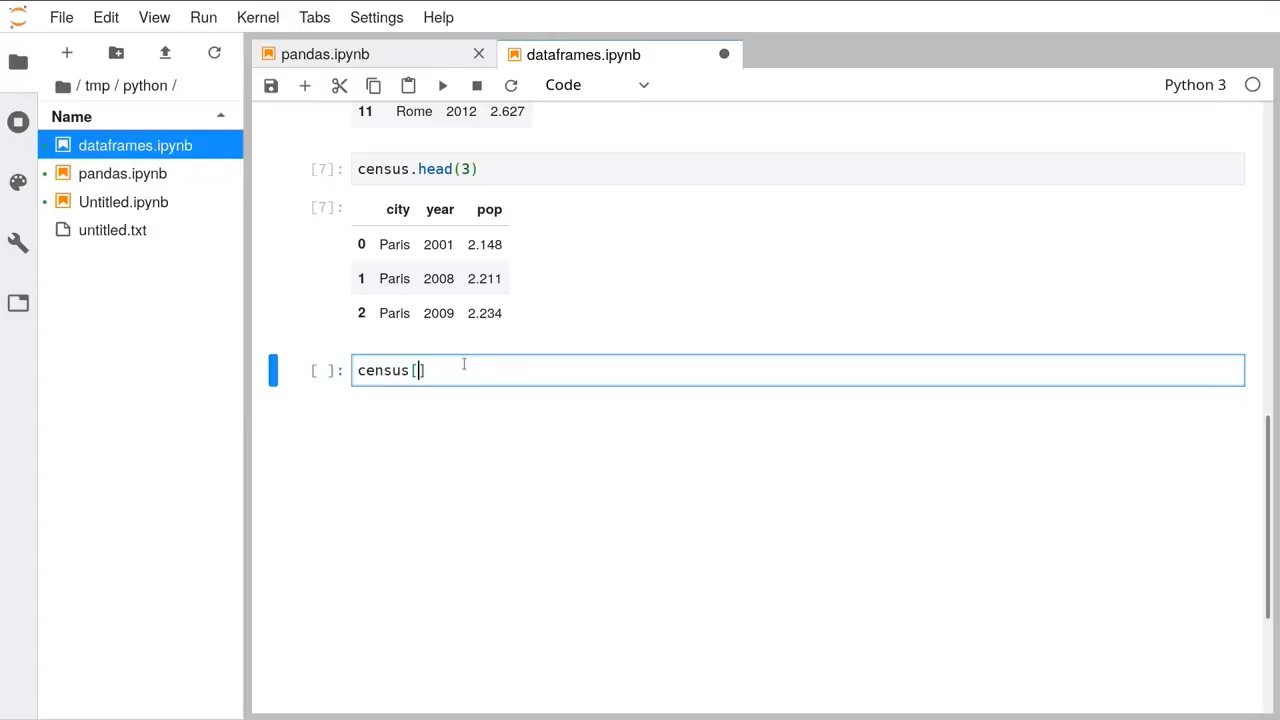 File Edit View Run Kernel Tabs Settings Help
pandas.ipynb dataframes.ipynb
/ tmp / python /
Code Python 3
Name
dataframes.ipynb
pandas.ipynb
Untitled.ipynb
untitled.txt
11 Rome 2012 2.627
[7]: census.head(3)
[7]: city year pop
0 Paris 2001 2.148
1 Paris 2008 2.211
2 Paris 2009 2.234
[ ]: census[]